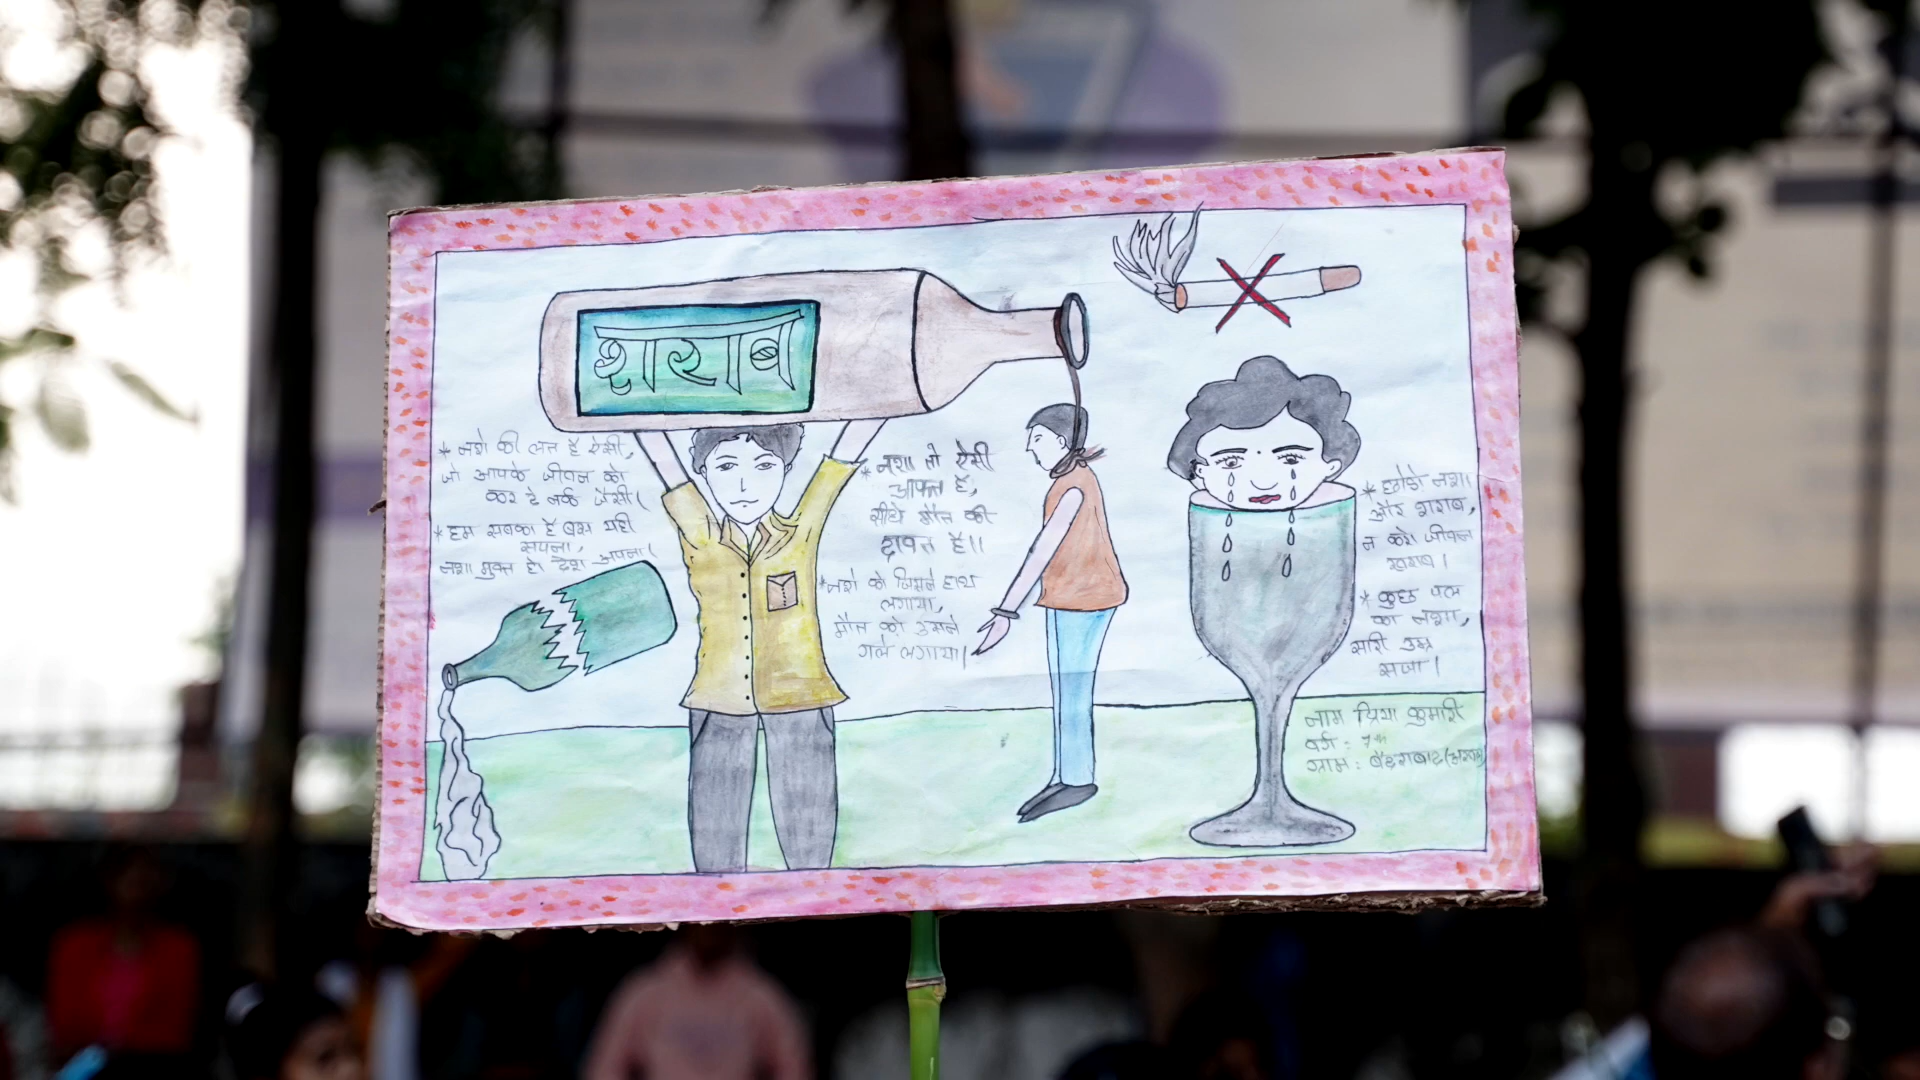 शराब
* नशे की लत है ऐसी,
जो आपके जीवन को
कर दे नर्क जैसी।
* हम सबका है बस यही
सपना,
नशा मुक्त हो देश अपना।
* नशा तो ऐसी
आफत है,
सीधे मौत की
दावत है।।
* नशे को जिसने हाथ
लगाया,
मौत को उसने
गले लगाया।
* छोडो नशा
और शराब,
न करो जीवन
खराब।
* कुछ पल
का नशा,
सारी उम्र
सजा।
नाम प्रिया कुमारी
वर्ग : 7th
ग्राम :